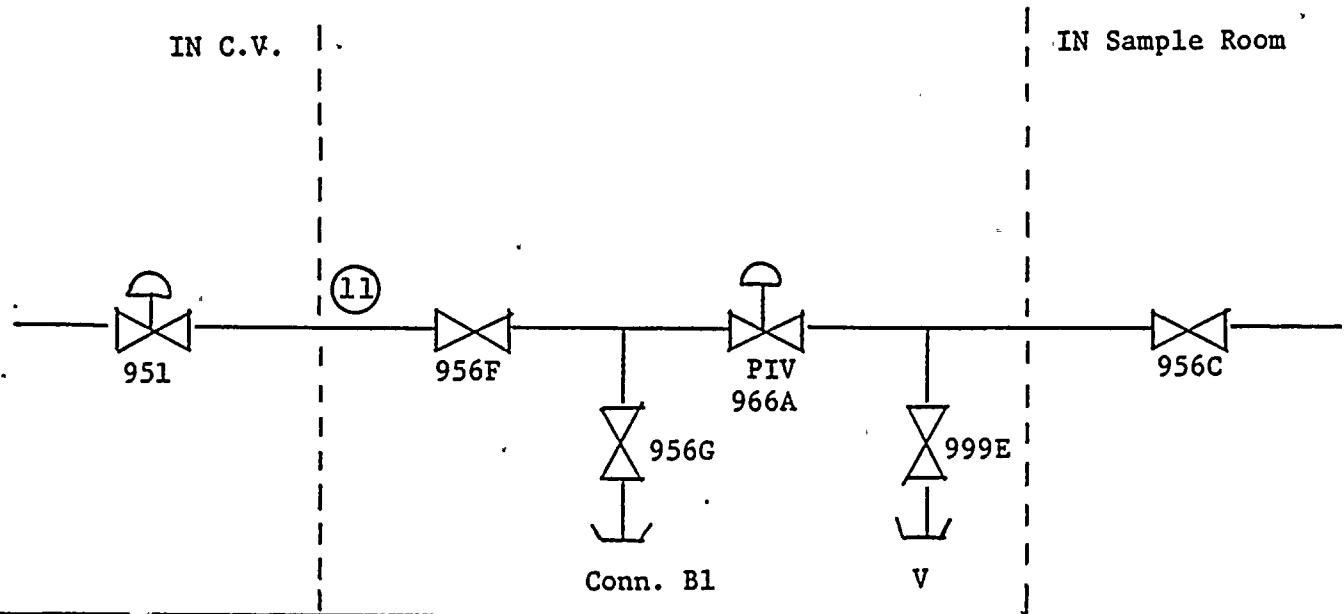 IN C.V.
IN Sample Room
11
951
956F
PIV
966A
956C
956G
999E
Conn. B1
V